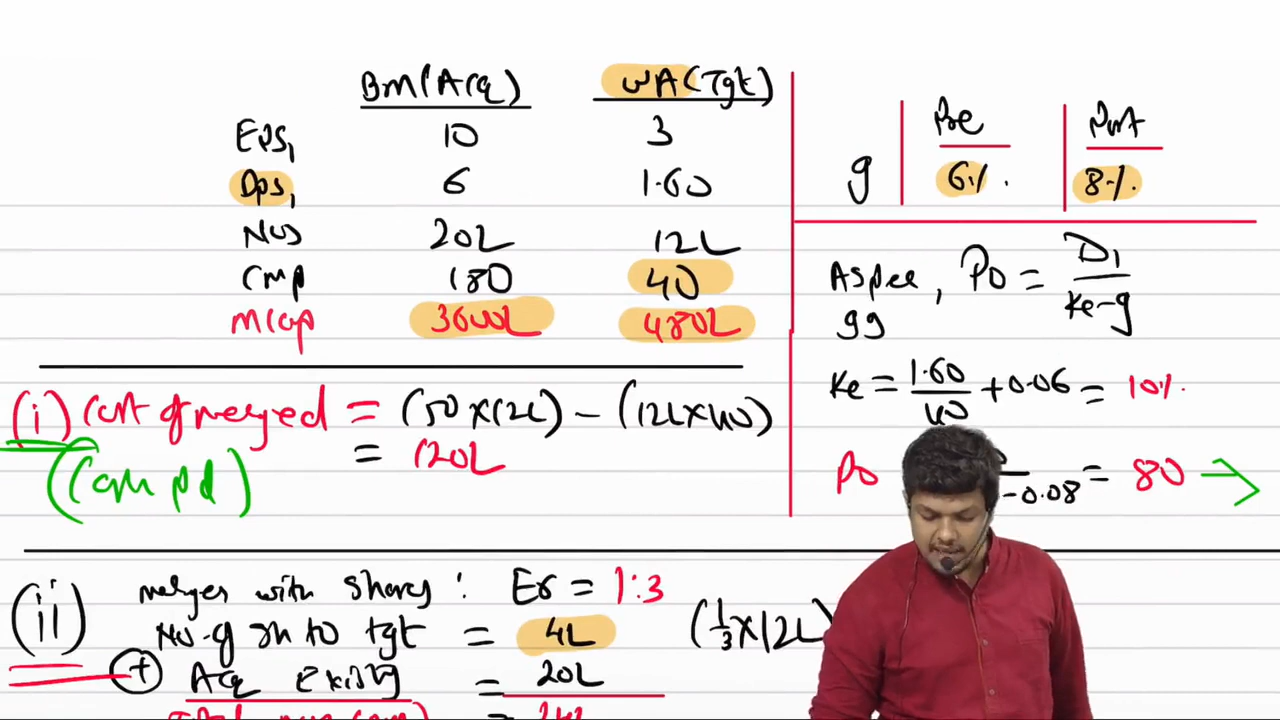 BM(Acq) WA(Tgt)
EPS₁ 10 3
DPS₁ 6 1.60
NOS 20L 12L
CMP 180 40
MCap 3600L 480L
Pre Post
g 6%. 8%.
As per gg, P0 = D1 / Ke-g
Ke = 1.60 / 40 + 0.06 = 10%.
P0 - 0.08 = 80 →
(i) Cost of merged = (50 x 12L) - (12L x 40)
= 120L
(Cash pd)
(ii) merger with shares : Er = 1:3
No. of sh to tgt = 4L (1/3 x 12L)
+ Acq existg = 20L